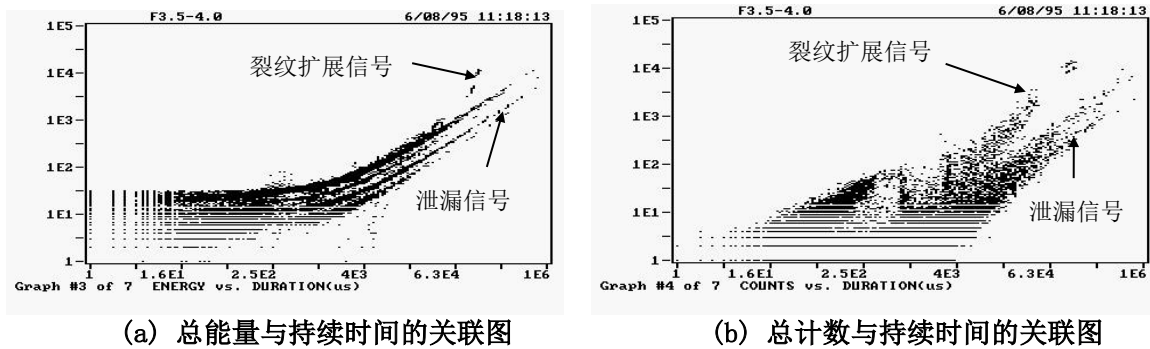 F3.5-4.0 6/08/95 11:18:13
1E5
1E4
1E3
1E2
1E1
1
裂纹扩展信号
泄漏信号
1 1.6E1 2.5E2 4E3 6.3E4 1E6
Graph #3 of 7 ENERGY vs. DURATION(us)
(a) 总能量与持续时间的关联图
F3.5-4.0 6/08/95 11:18:13
1E5
1E4
1E3
1E2
1E1
1
裂纹扩展信号
泄漏信号
1 1.6E1 2.5E2 4E3 6.3E4 1E6
Graph #4 of 7 COUNTS vs. DURATION(us)
(b) 总计数与持续时间的关联图